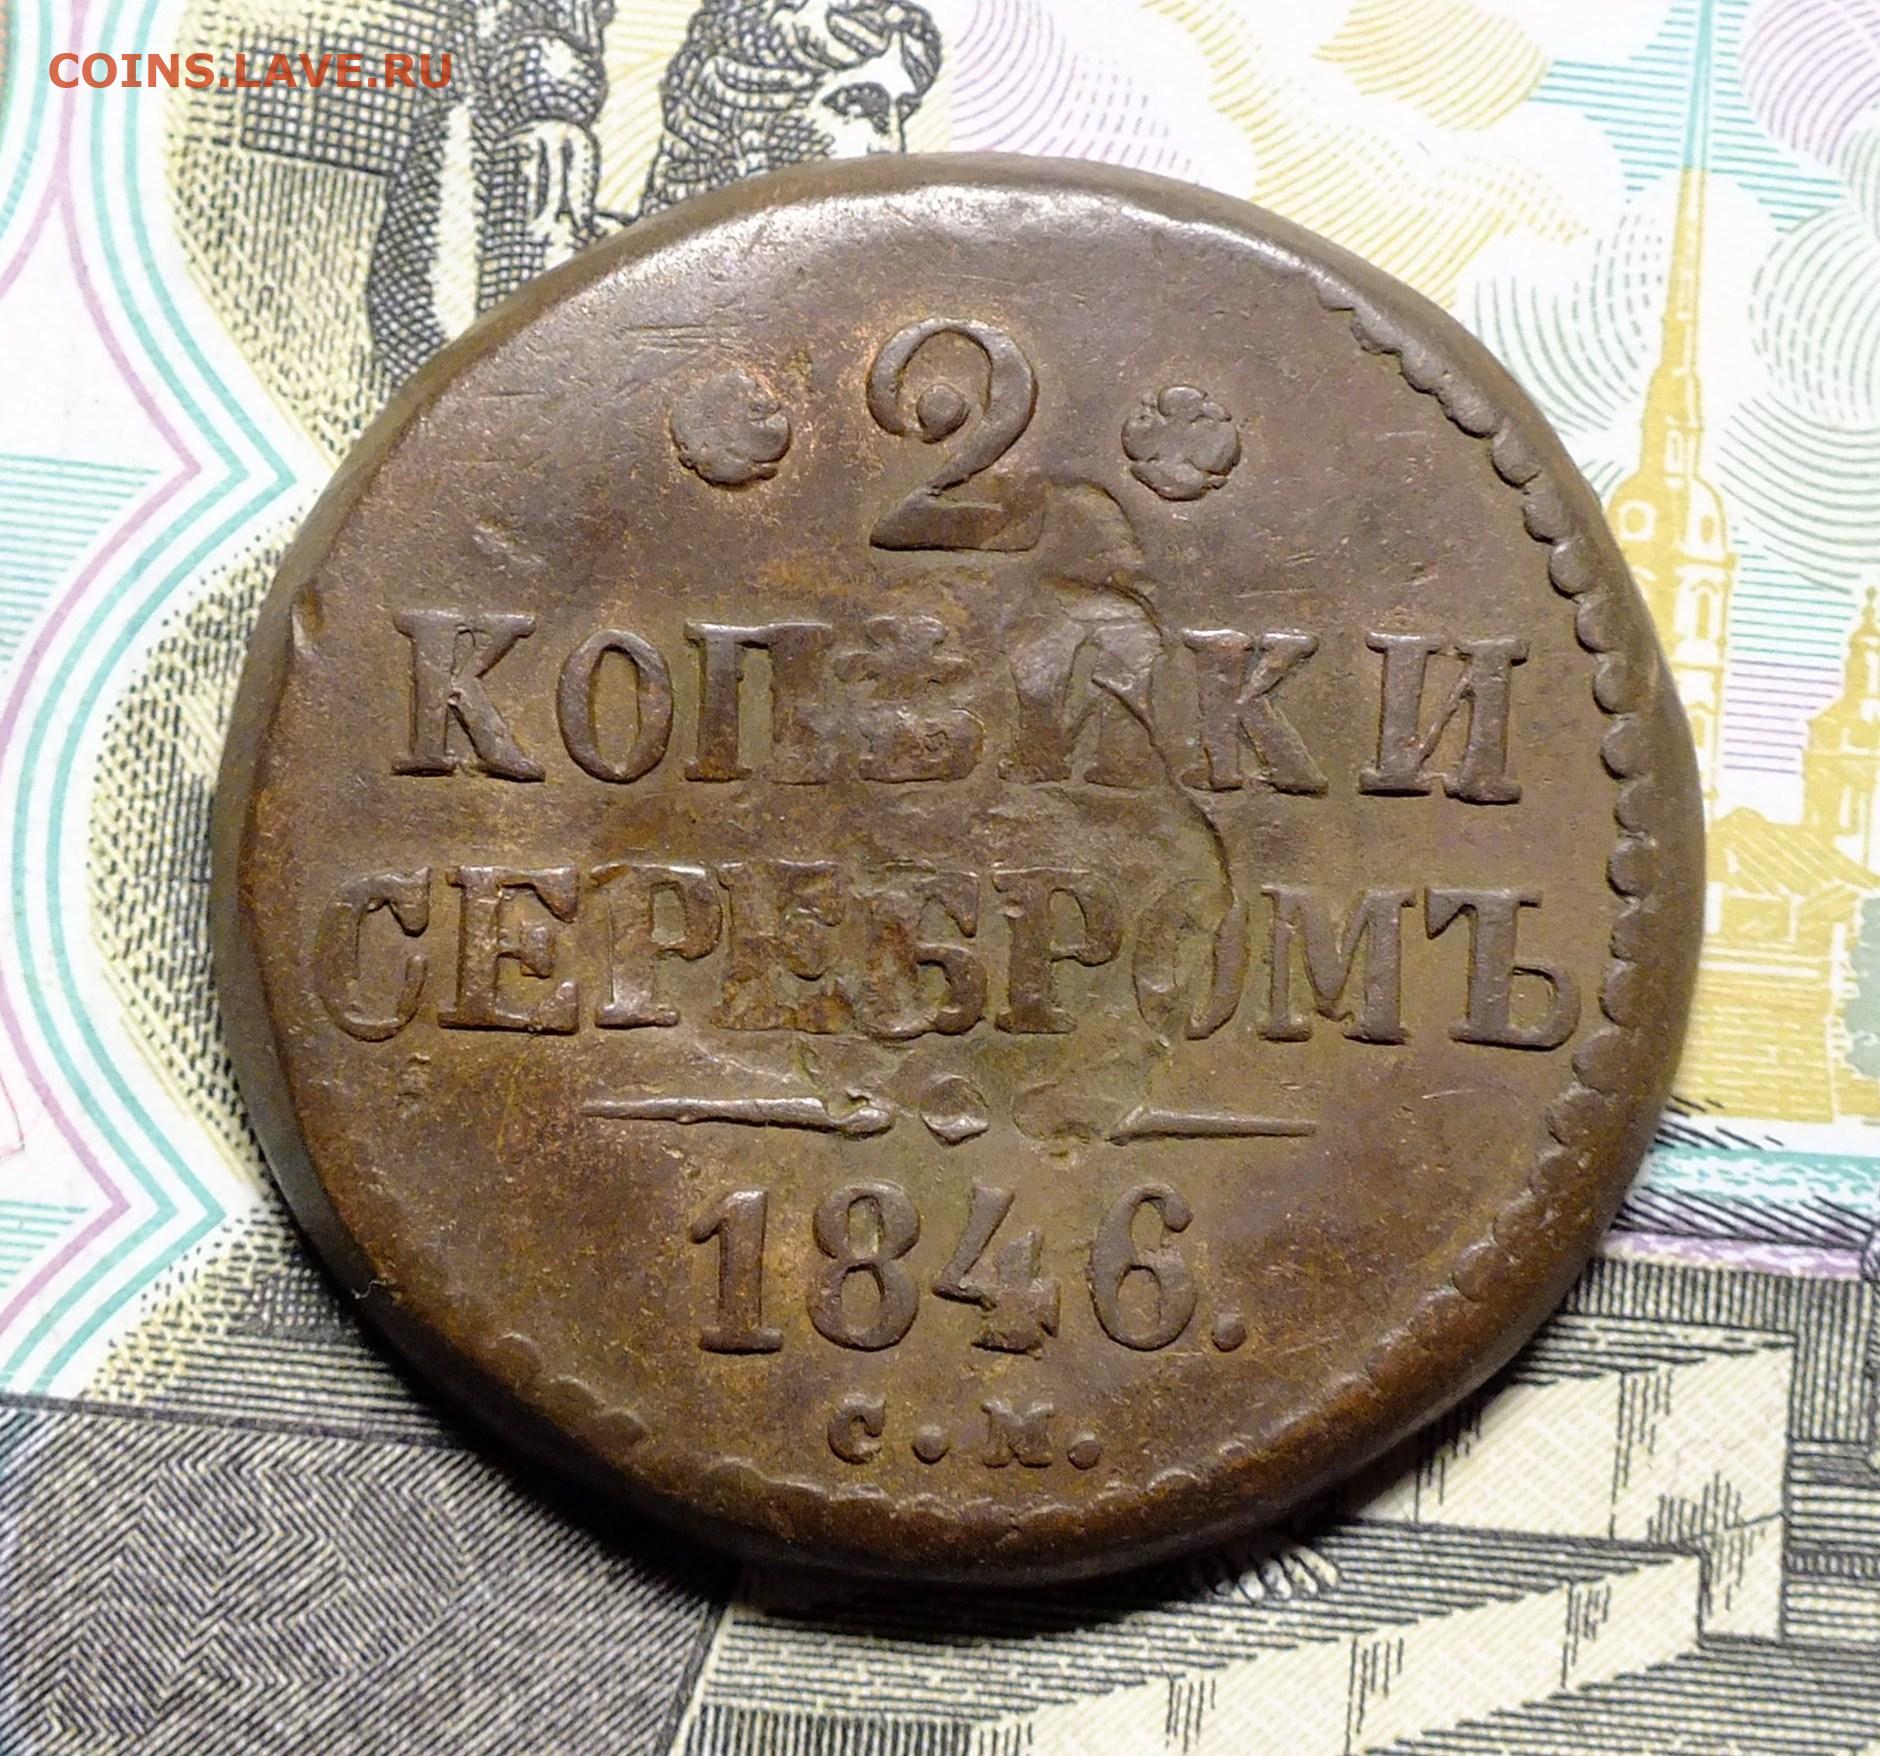 COINS.LAVE.RU
2
КОПѢЙКИ
СЕРЕБРОМЪ
1846.
С.М.